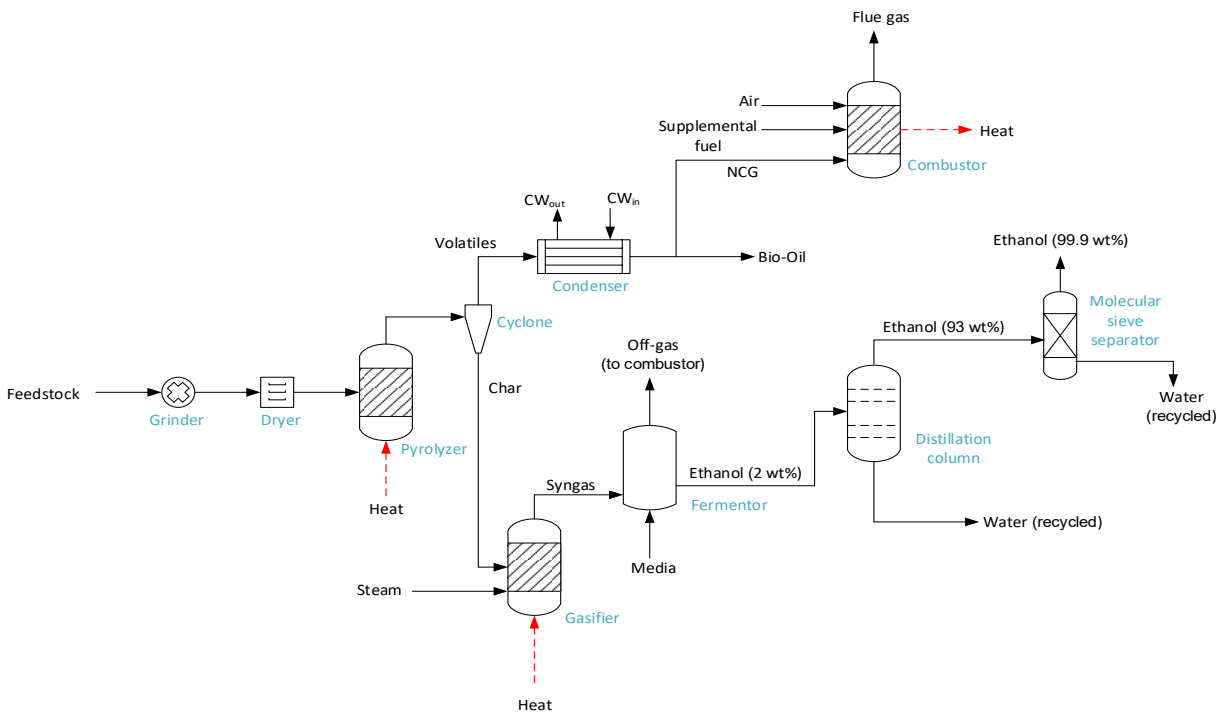 Flue gas
Air
Supplemental
fuel
NCG
Heat
Combustor
CWout
CWin
Volatiles
Condenser
Bio-Oil
Cyclone
Ethanol (99.9 wt%)
Molecular
sieve
separator
Ethanol (93 wt%)
Water
(recycled)
Off-gas
(to combustor)
Char
Feedstock
Grinder
Dryer
Pyrolyzer
Heat
Distillation
column
Ethanol (2 wt%)
Syngas
Fermentor
Water (recycled)
Media
Steam
Gasifier
Heat